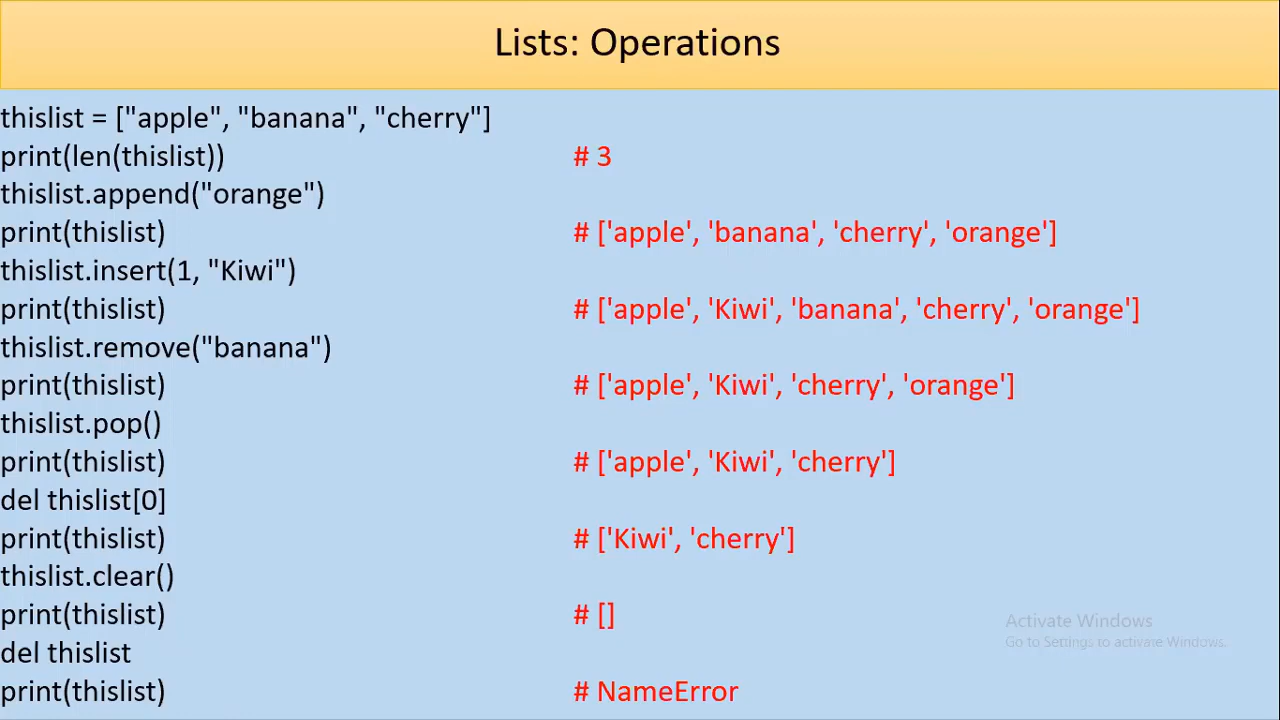 Lists: Operations
thislist = ["apple", "banana", "cherry"]
print(len(thislist)) # 3
thislist.append("orange")
print(thislist) # ['apple', 'banana', 'cherry', 'orange']
thislist.insert(1, "Kiwi")
print(thislist) # ['apple', 'Kiwi', 'banana', 'cherry', 'orange']
thislist.remove("banana")
print(thislist) # ['apple', 'Kiwi', 'cherry', 'orange']
thislist.pop()
print(thislist) # ['apple', 'Kiwi', 'cherry']
del thislist[0]
print(thislist) # ['Kiwi', 'cherry']
thislist.clear()
print(thislist) # []
del thislist
print(thislist) # NameError
Activate Windows
Go to Settings to activate Windows.